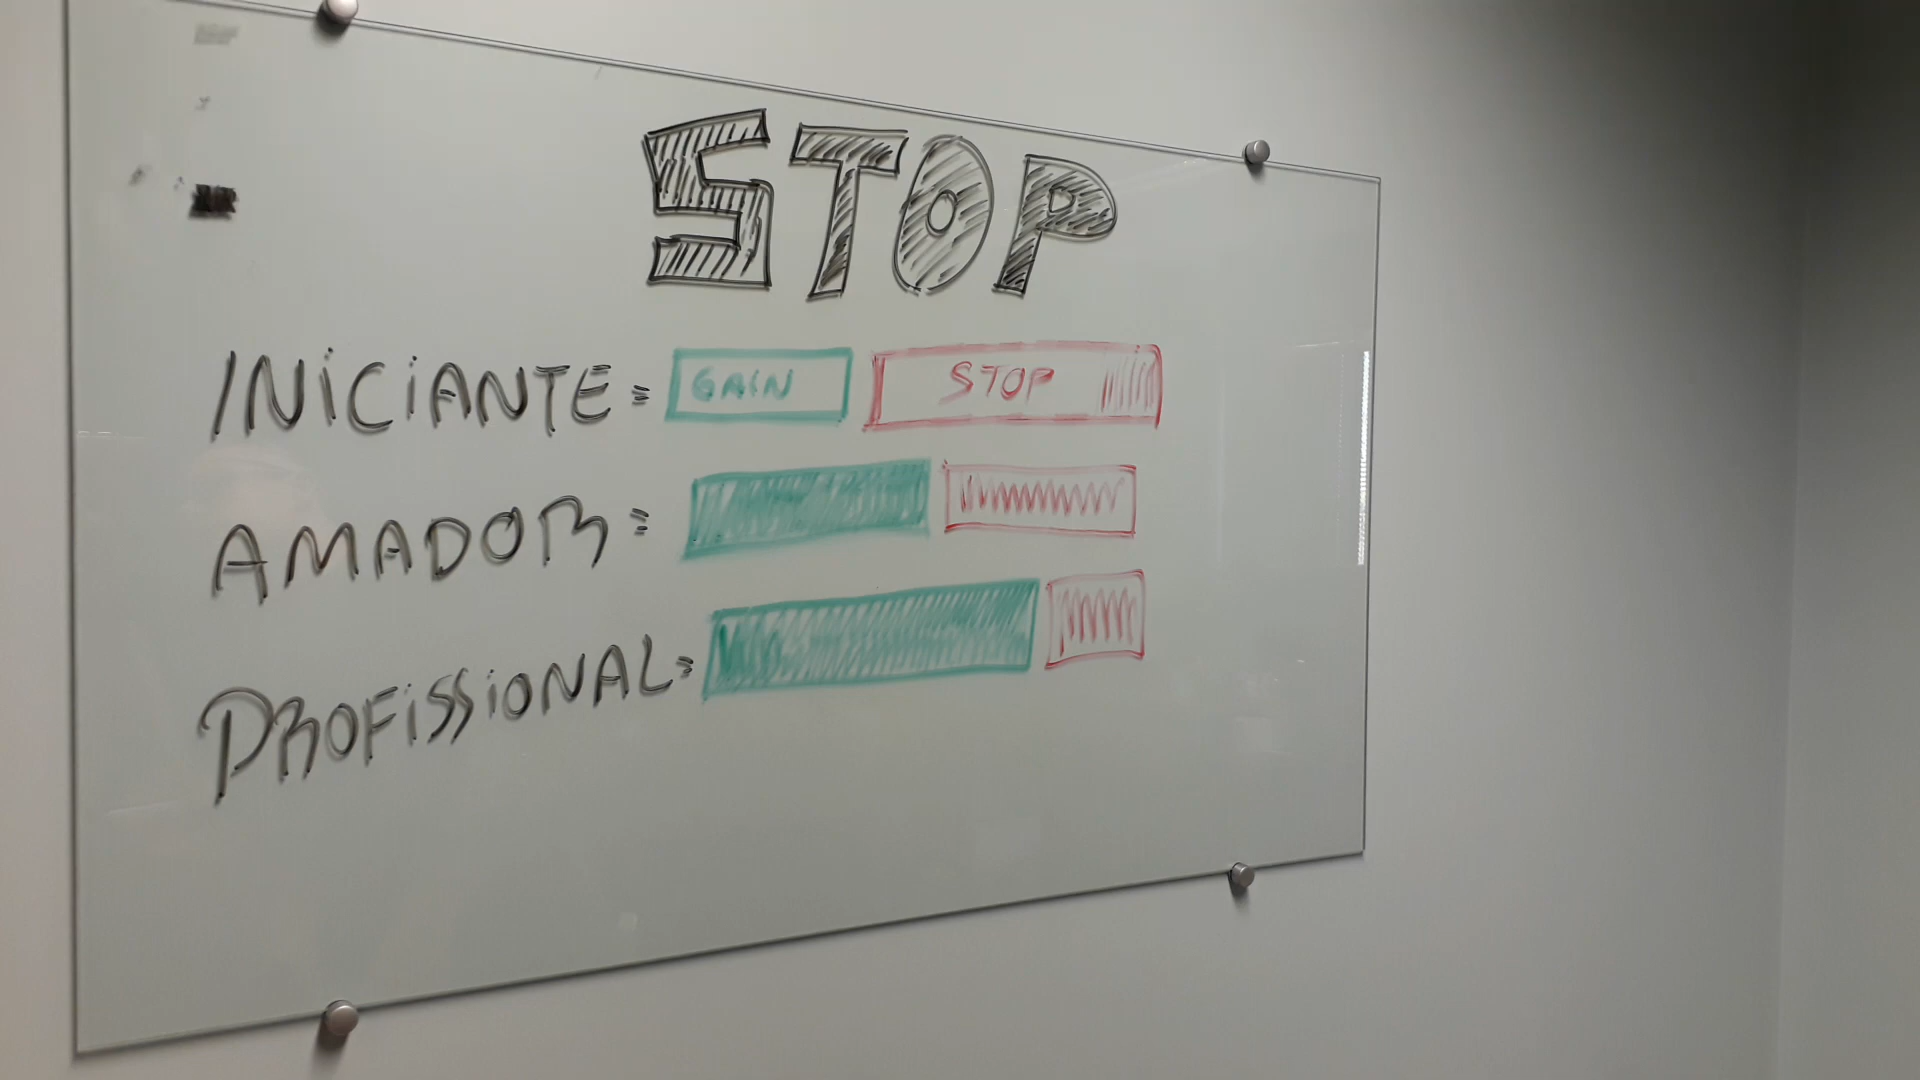 STOP
INICIANTE = GAIN STOP
AMADOR =
PROFISSIONAL =